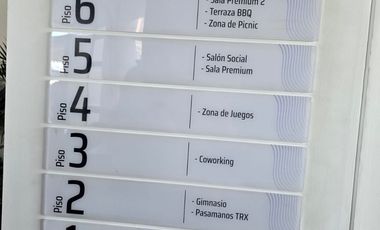 Piso 6
- Sala Premium 2
- Terraza BBQ
- Zona de Picnic
Piso 5
- Salón Social
- Sala Premium
Piso 4
- Zona de Juegos
Piso 3
- Coworking
Piso 2
- Gimnasio
- Pasamanos TRX